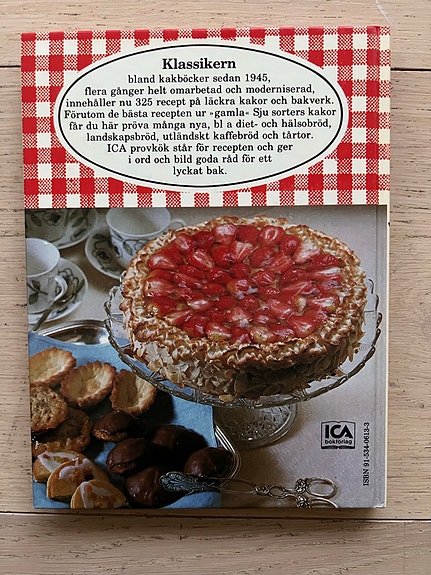 Klassikern
bland kakböcker sedan 1945,
flera gånger helt omarbetad och moderniserad,
innehåller nu 325 recept på läckra kakor och bakverk.
Förutom de bästa recepten ur »gamla« Sju sorters kakor
får du här pröva många nya, bl a diet- och hälsobröd,
landskapsbröd, utländskt kaffebröd och tårtor.
ICA provkök står för recepten och ger
i ord och bild goda råd för ett
lyckat bak.
ICA
bokförlag
ISBN 91-534-0613-3